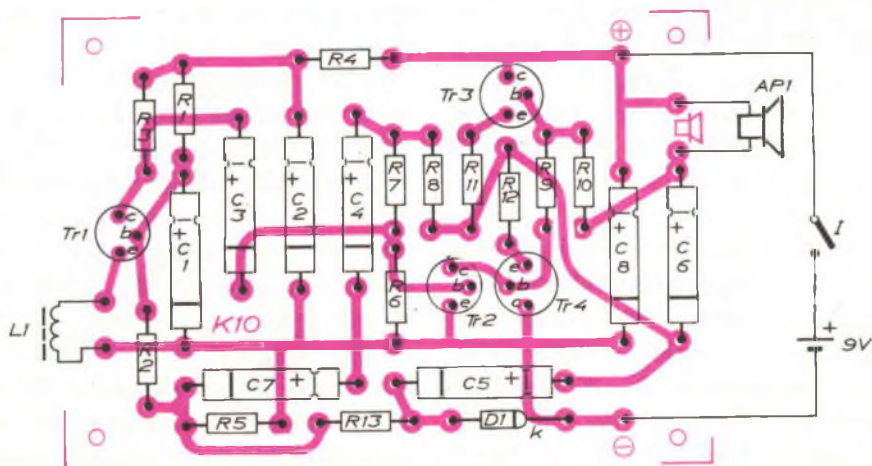 +
R4
AP1
Tr3
c
b
e
R3
R1
+ C3
+ C2
+ C4
R7
R8
R11
R12
R9
R10
I
Tr1
c
b
e
+ C1
+ C8
+ C6
L1
K10
R6
c
b
e
Tr2
e
b
c
Tr4
+
9V
R2
C7 +
C5 +
R5
R13
D1
k
−